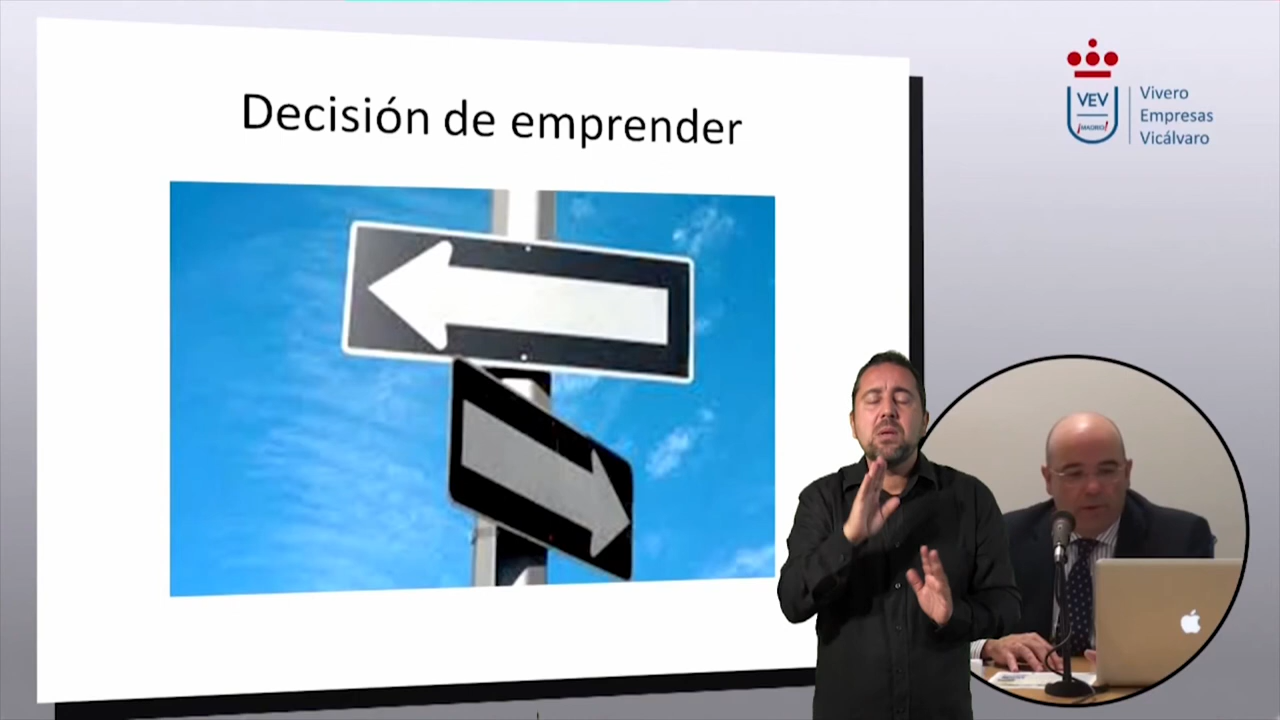 Decisión de emprender
VEV
¡MADRID!
Vivero
Empresas
Vicálvaro